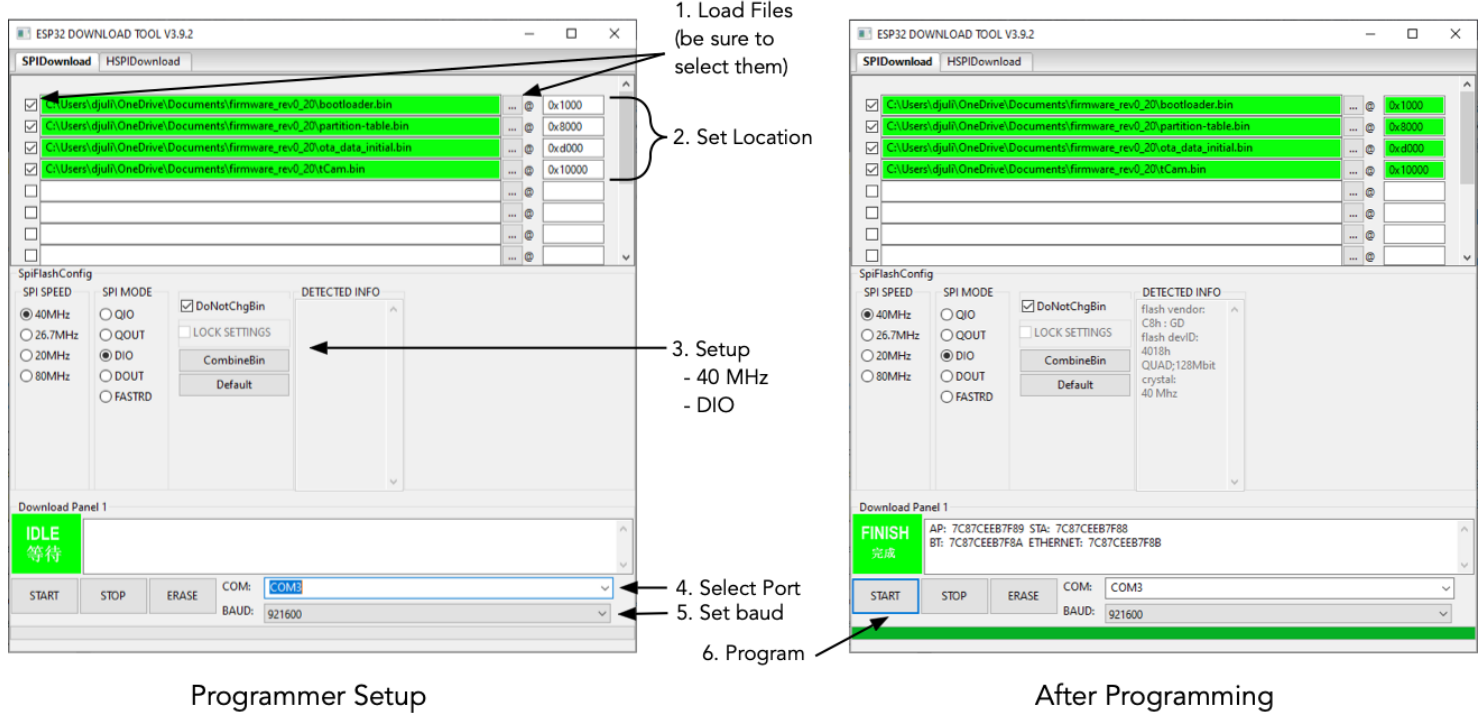 1. Load Files
(be sure to
select them)
ESP32 DOWNLOAD TOOL V3.9.2
SPIDownload HSPIDownload
C:\Users\djuli\OneDrive\Documents\firmware_rev0_20\bootloader.bin ... @ 0x1000
C:\Users\djuli\OneDrive\Documents\firmware_rev0_20\partition-table.bin ... @ 0x8000
C:\Users\djuli\OneDrive\Documents\firmware_rev0_20\ota_data_initial.bin ... @ 0xd000
C:\Users\djuli\OneDrive\Documents\firmware_rev0_20\tCam.bin ... @ 0x10000
... @
... @
... @
... @
2. Set Location
SpiFlashConfig
SPI SPEED
40MHz
26.7MHz
20MHz
80MHz
SPI MODE
QIO
QOUT
DIO
DOUT
FASTRD
DoNotChgBin
LOCK SETTINGS
CombineBin
Default
DETECTED INFO
3. Setup
- 40 MHz
- DIO
Download Panel 1
IDLE
等待
START STOP ERASE
COM: COM3
BAUD: 921600
4. Select Port
5. Set baud
6. Program
Programmer Setup
ESP32 DOWNLOAD TOOL V3.9.2
SPIDownload HSPIDownload
C:\Users\djuli\OneDrive\Documents\firmware_rev0_20\bootloader.bin ... @ 0x1000
C:\Users\djuli\OneDrive\Documents\firmware_rev0_20\partition-table.bin ... @ 0x8000
C:\Users\djuli\OneDrive\Documents\firmware_rev0_20\ota_data_initial.bin ... @ 0xd000
C:\Users\djuli\OneDrive\Documents\firmware_rev0_20\tCam.bin ... @ 0x10000
... @
... @
... @
... @
SpiFlashConfig
SPI SPEED
40MHz
26.7MHz
20MHz
80MHz
SPI MODE
QIO
QOUT
DIO
DOUT
FASTRD
DoNotChgBin
LOCK SETTINGS
CombineBin
Default
DETECTED INFO
flash vendor:
C8h : GD
flash devID:
4018h
QUAD;128Mbit
crystal:
40 Mhz
Download Panel 1
FINISH
完成
AP: 7C87CEEB7F89 STA: 7C87CEEB7F88
BT: 7C87CEEB7F8A ETHERNET: 7C87CEEB7F8B
START STOP ERASE
COM: COM3
BAUD: 921600
After Programming